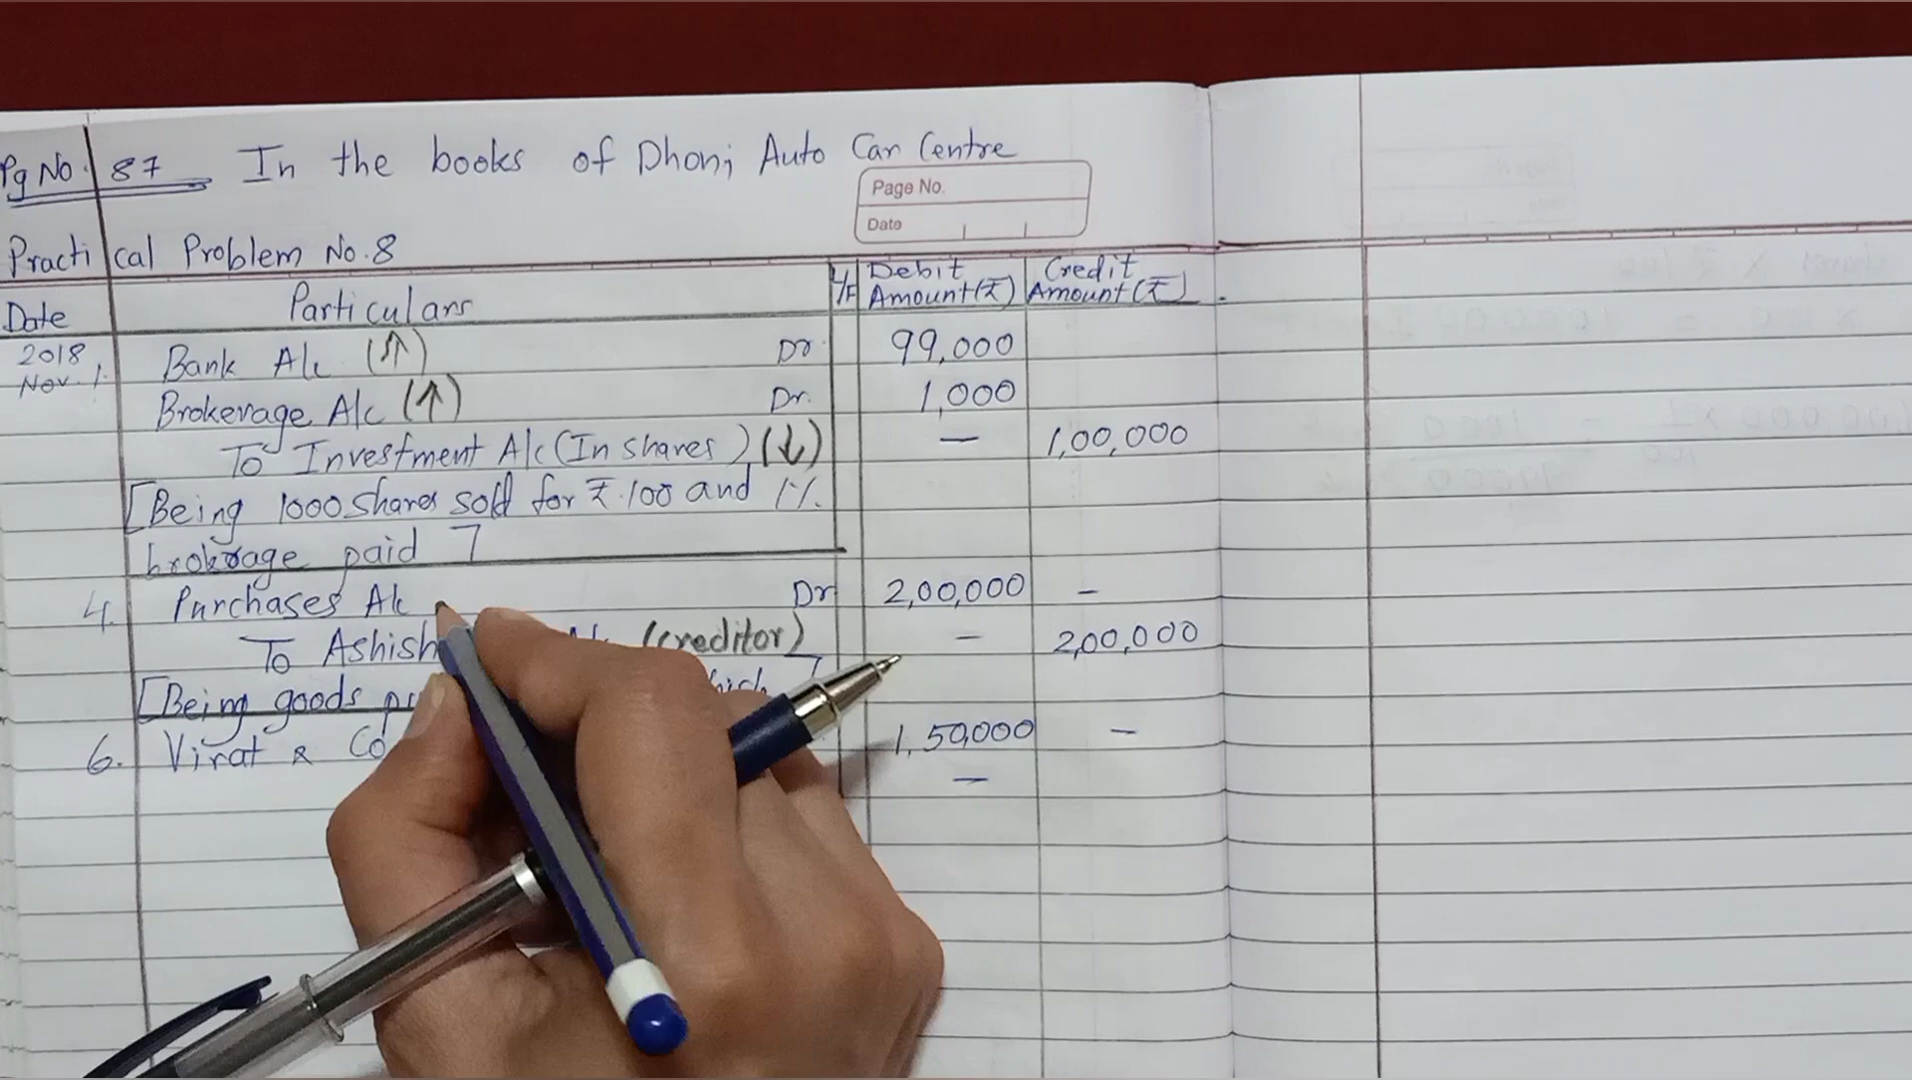 Pg No. 87 In the books of Dhoni Auto Car Centre
Page No.
Date
Practical Problem No. 8
Date Particulars L/F Debit Amount (₹) Credit Amount (₹)
2018 Nov. 1. Bank A/c (↑) Dr. 99,000
Brokerage A/c (↑) Dr. 1,000
To Investment A/c (In shares) (↓) — 1,00,000
[Being 1000 shares sold for ₹.100 and 1%.
brokerage paid ]
4. Purchases A/c Dr 2,00,000 -
To Ashish A/c (creditor) — 2,00,000
[Being goods
6. Virat & Co 1,50,000 —
—